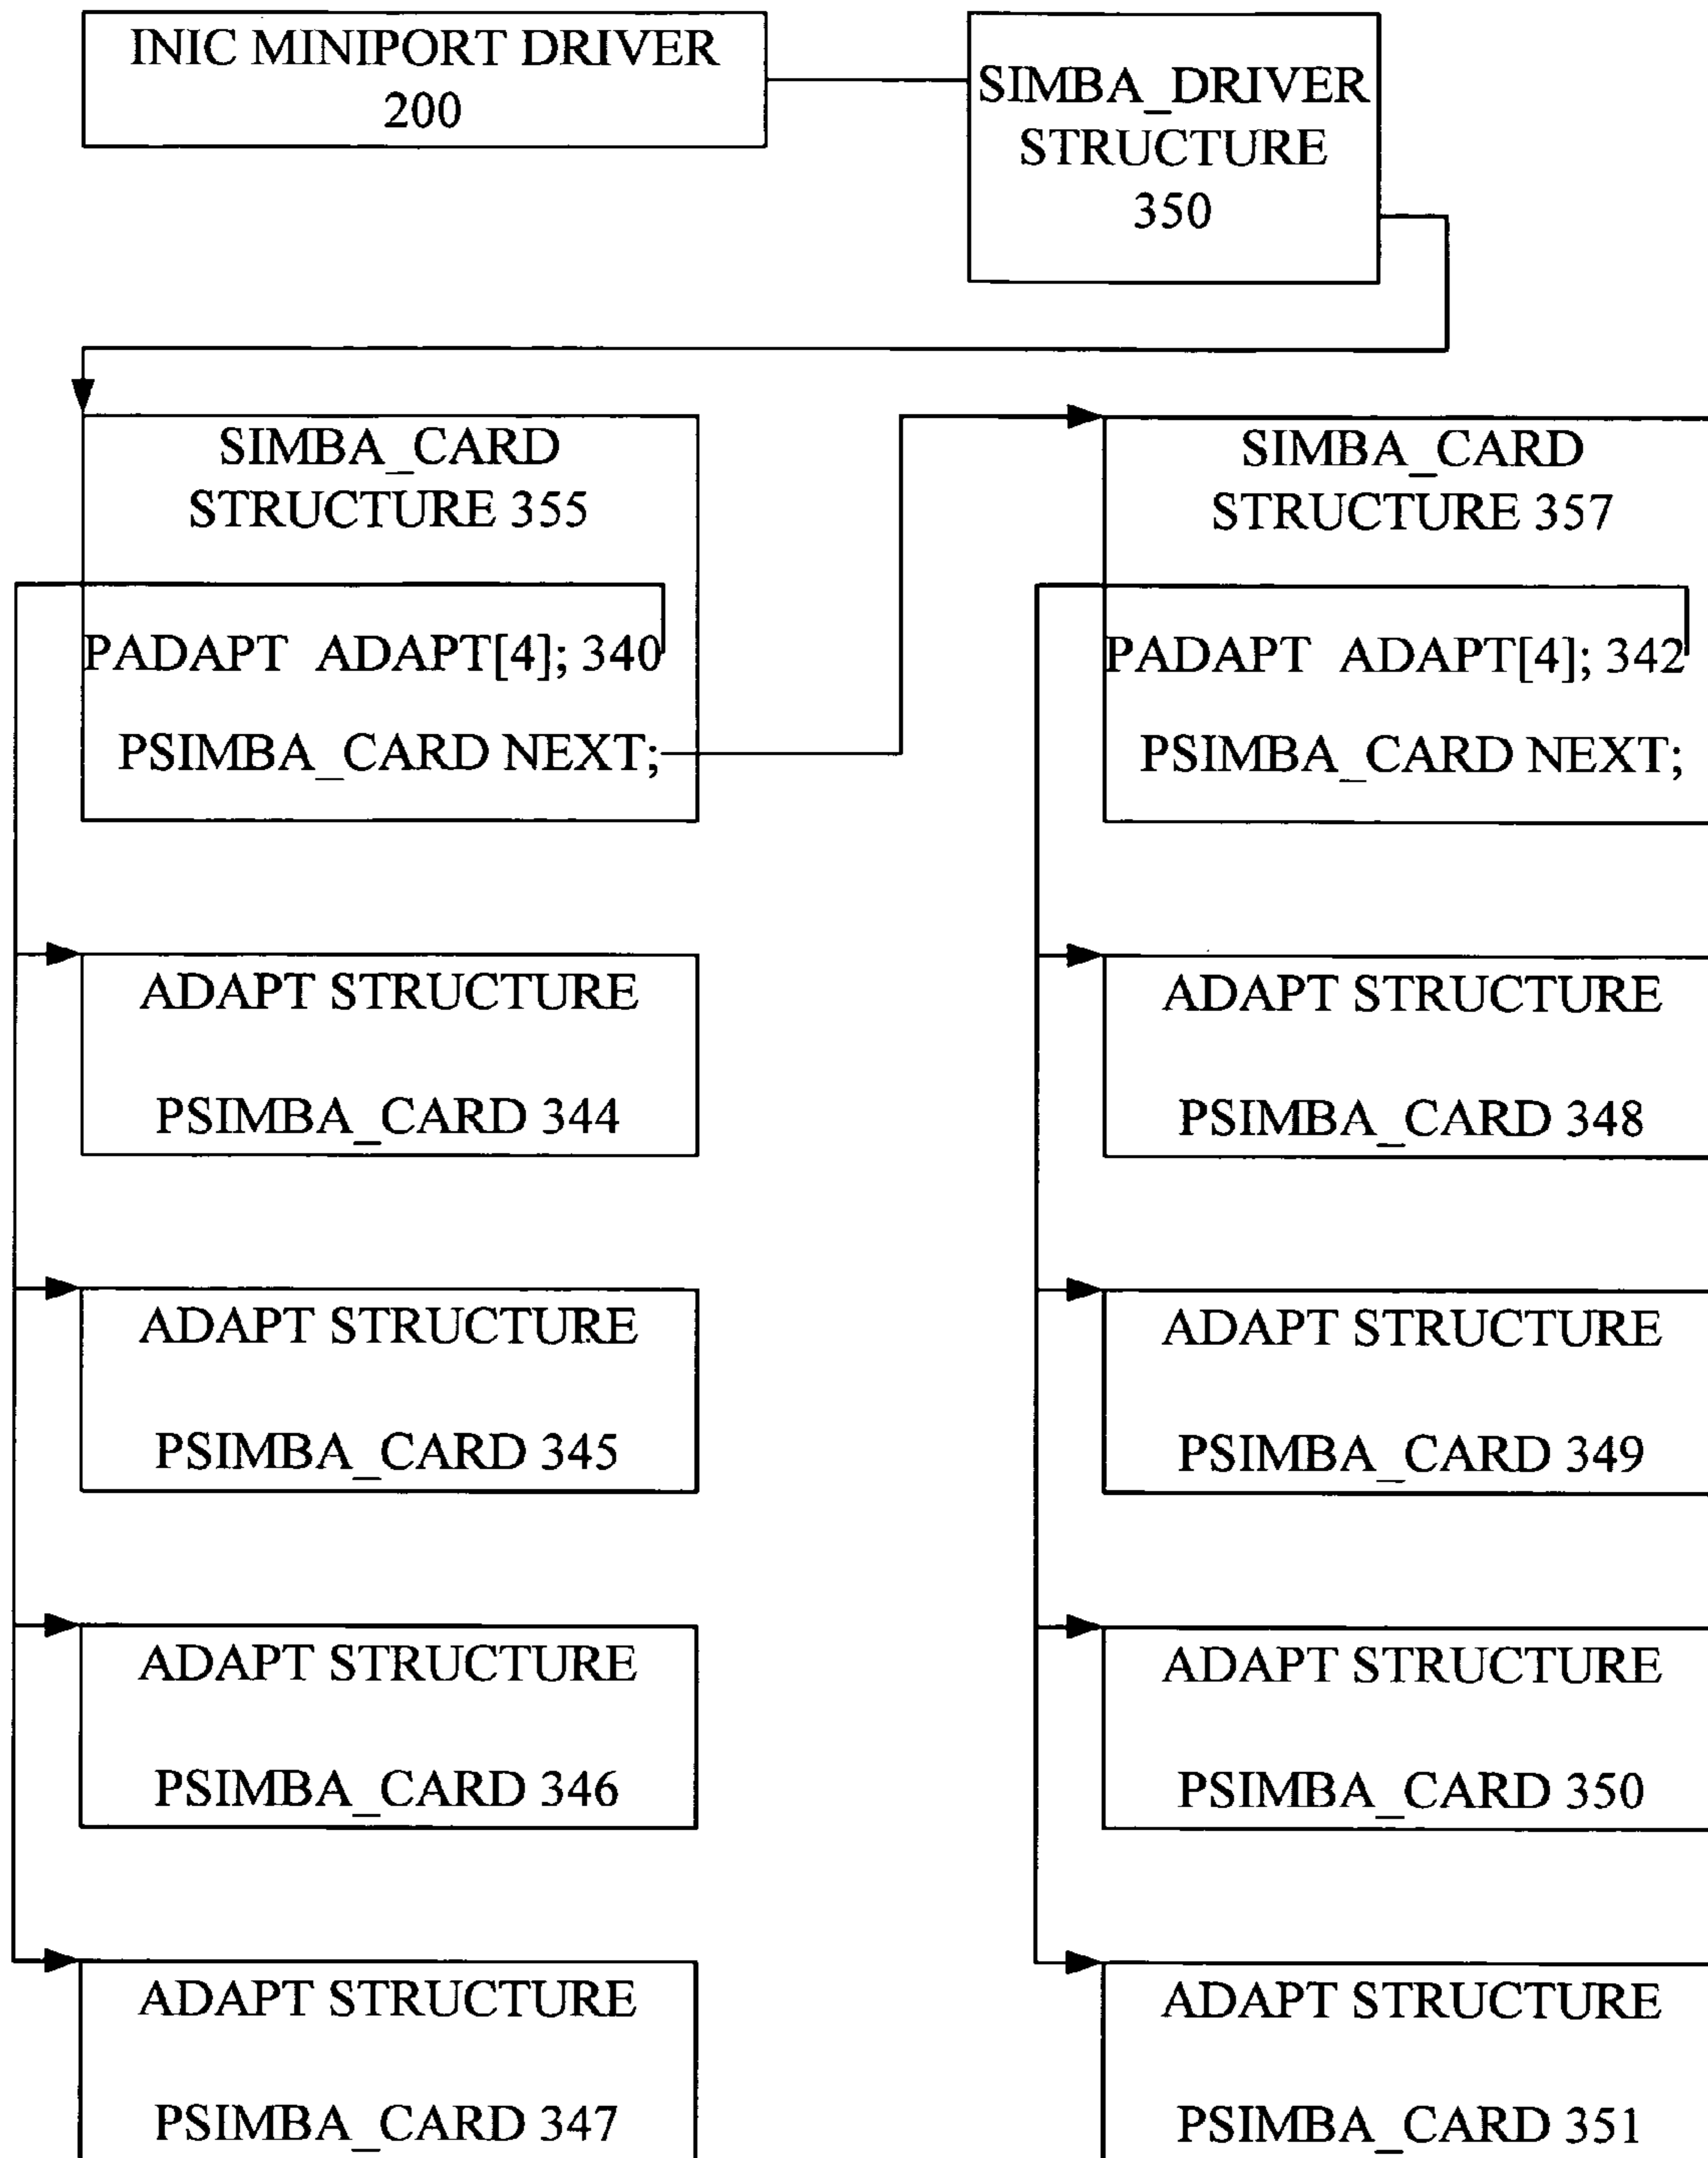 INIC MINIPORT DRIVER
200
SIMBA_DRIVER
STRUCTURE
350
SIMBA_CARD
STRUCTURE 355
PADAPT ADAPT[4]; 340
PSIMBA_CARD NEXT;
SIMBA_CARD
STRUCTURE 357
PADAPT ADAPT[4]; 342
PSIMBA_CARD NEXT;
ADAPT STRUCTURE
PSIMBA_CARD 344
ADAPT STRUCTURE
PSIMBA_CARD 348
ADAPT STRUCTURE
PSIMBA_CARD 345
ADAPT STRUCTURE
PSIMBA_CARD 349
ADAPT STRUCTURE
PSIMBA_CARD 346
ADAPT STRUCTURE
PSIMBA_CARD 350
ADAPT STRUCTURE
PSIMBA_CARD 347
ADAPT STRUCTURE
PSIMBA_CARD 351